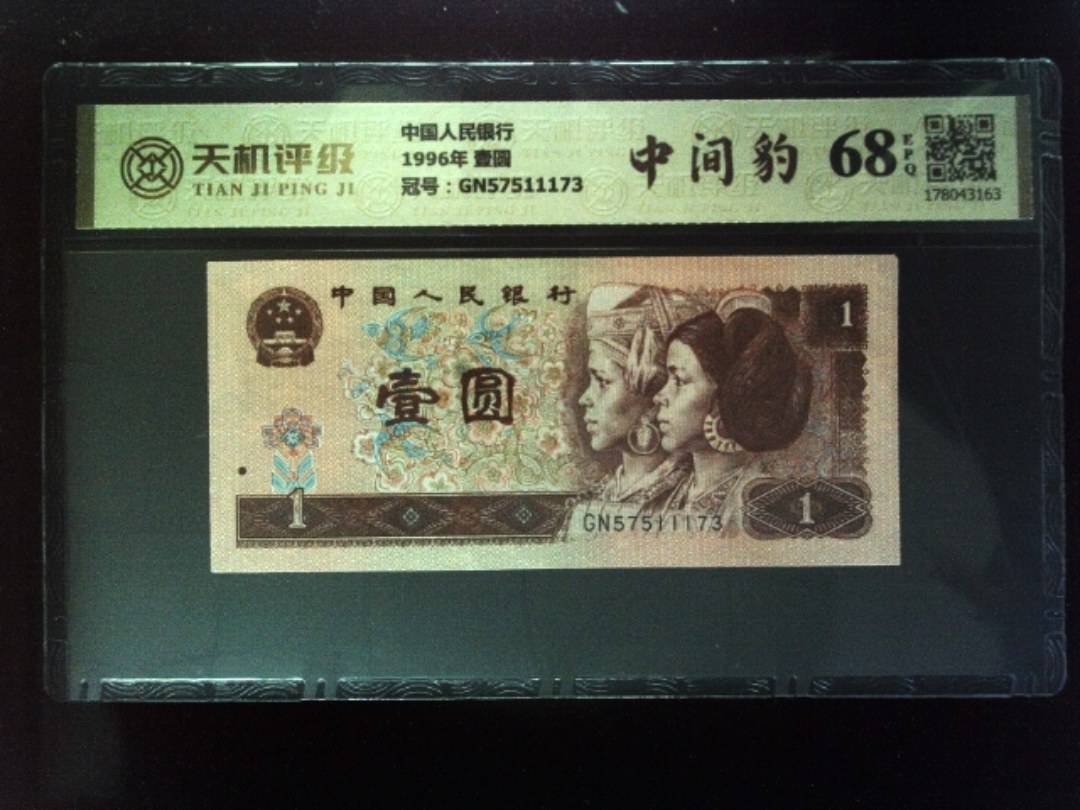 天机评级
TIAN JI PING JI
中国人民银行
1996年 壹圆
冠号：GN57511173
中间豹
68
EPQ
178043163
中国人民银行
1
壹圆
1
GN57511173
1